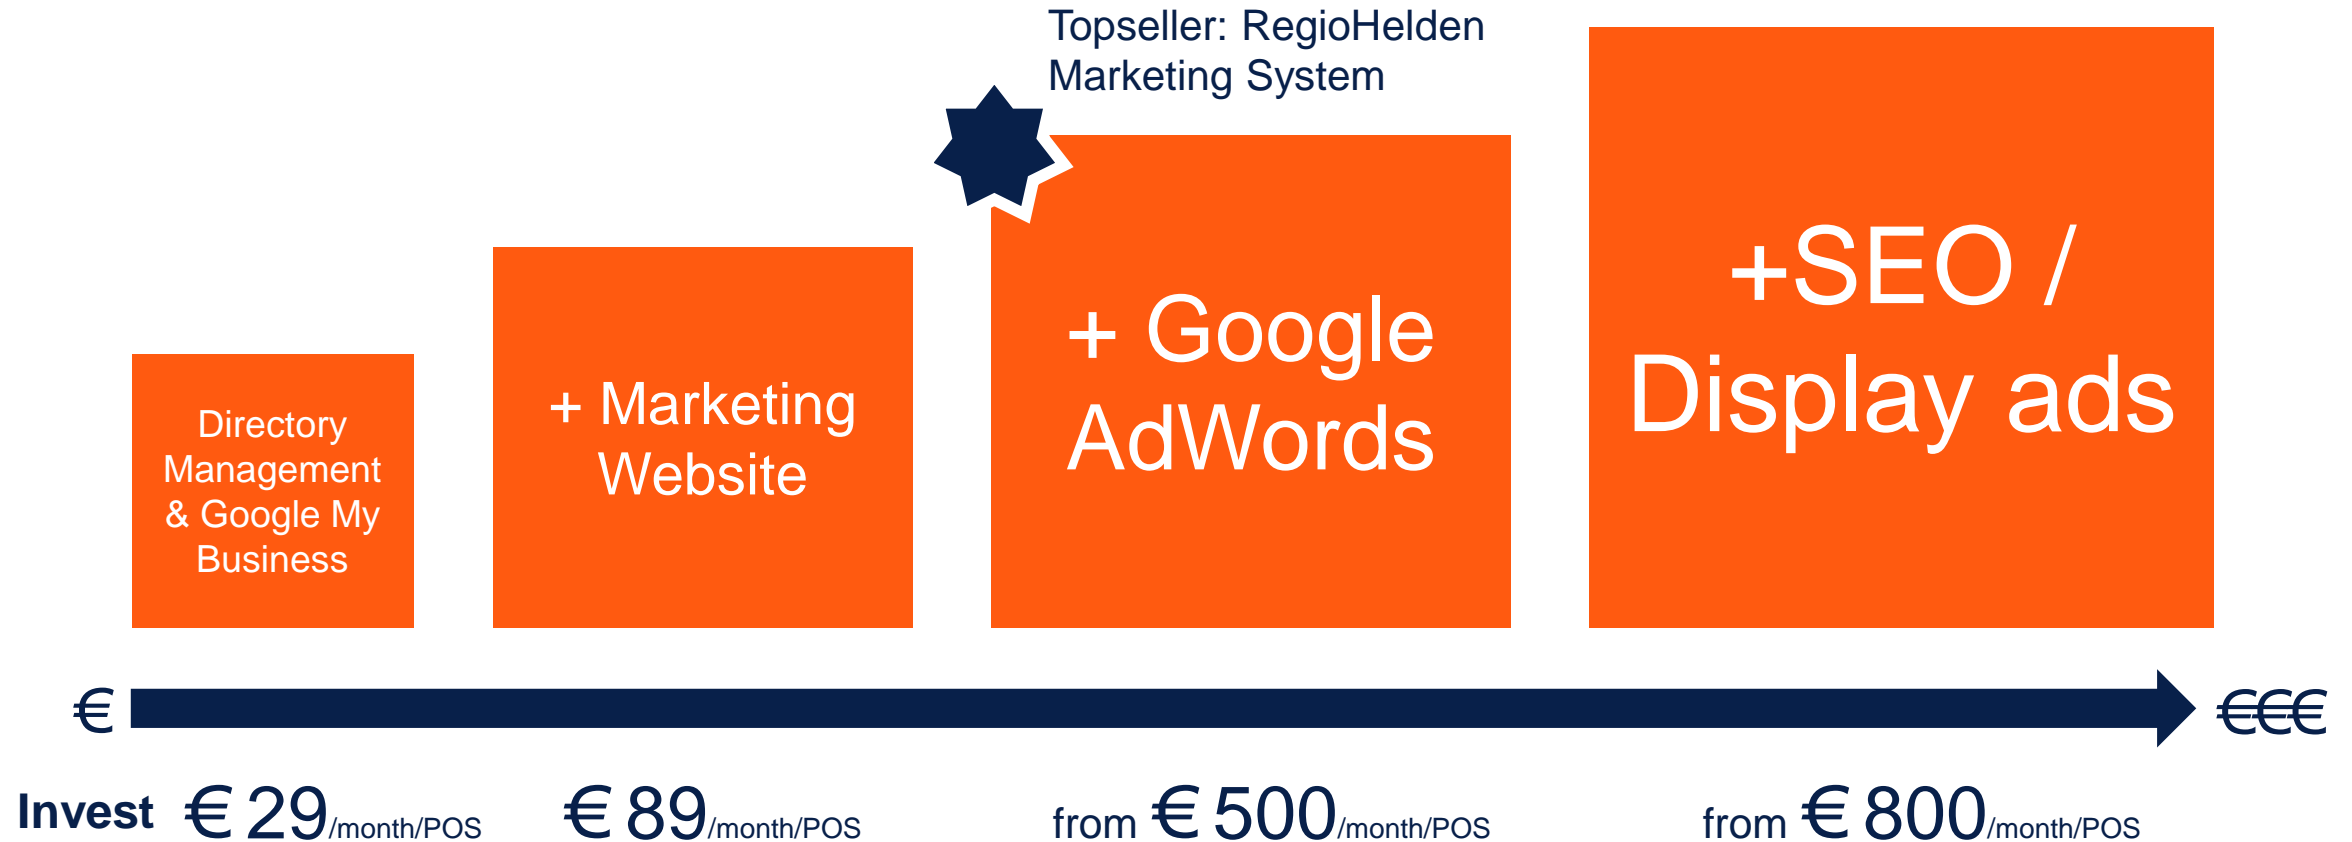 Topseller: RegioHelden
Marketing System
Directory
Management
& Google My
Business
+ Marketing
Website
+ Google
AdWords
+SEO /
Display ads
€ €€€
Invest € 29/month/POS € 89/month/POS from € 500/month/POS from € 800/month/POS